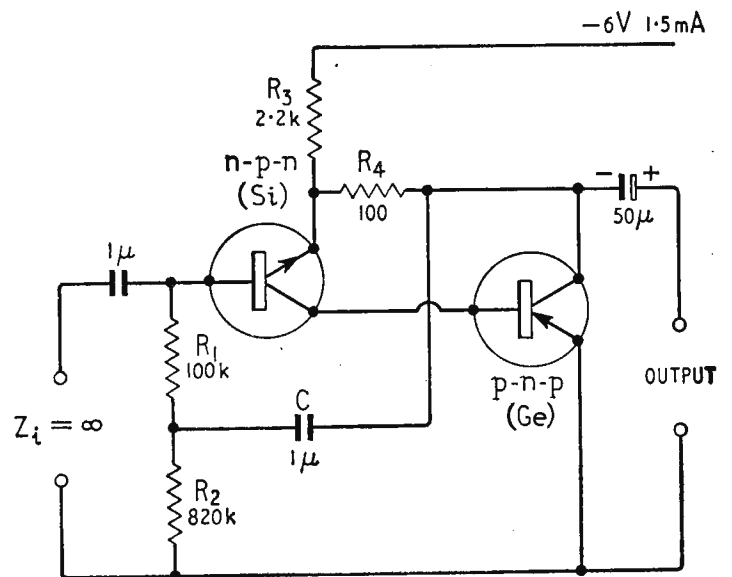 −6V 1·5mA
R3
2·2k
n-p-n
(Si)
R4
100
− +
50μ
1μ
R1
100k
C
1μ
p-n-p
(Ge)
OUTPUT
Zi = ∞
R2
820k